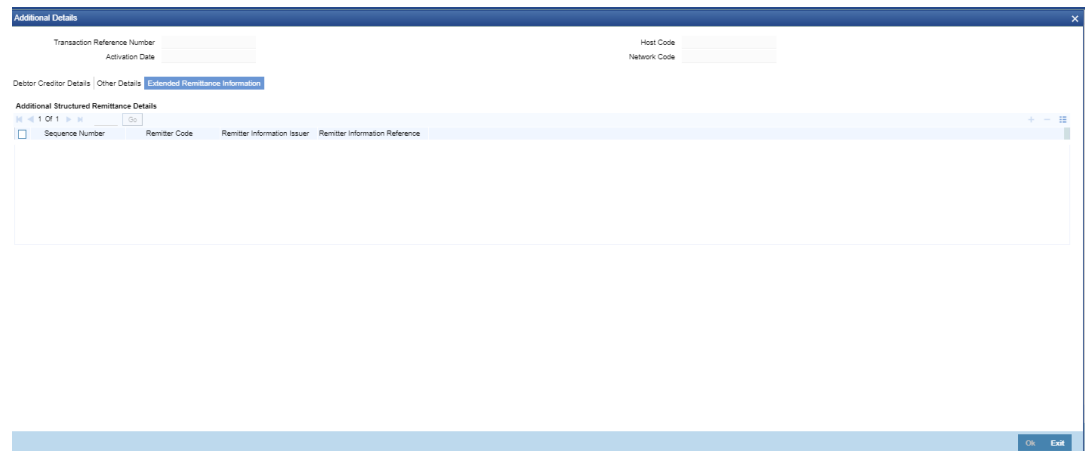 Additional Details
Transaction Reference Number
Host Code
Activation Date
Network Code
Debtor Creditor Details Other Details Extended Remittance Information
Additional Structured Remittance Details
1 Of 1 Go
Sequence Number Remitter Code Remitter Information Issuer Remitter Information Reference
Ok Exit